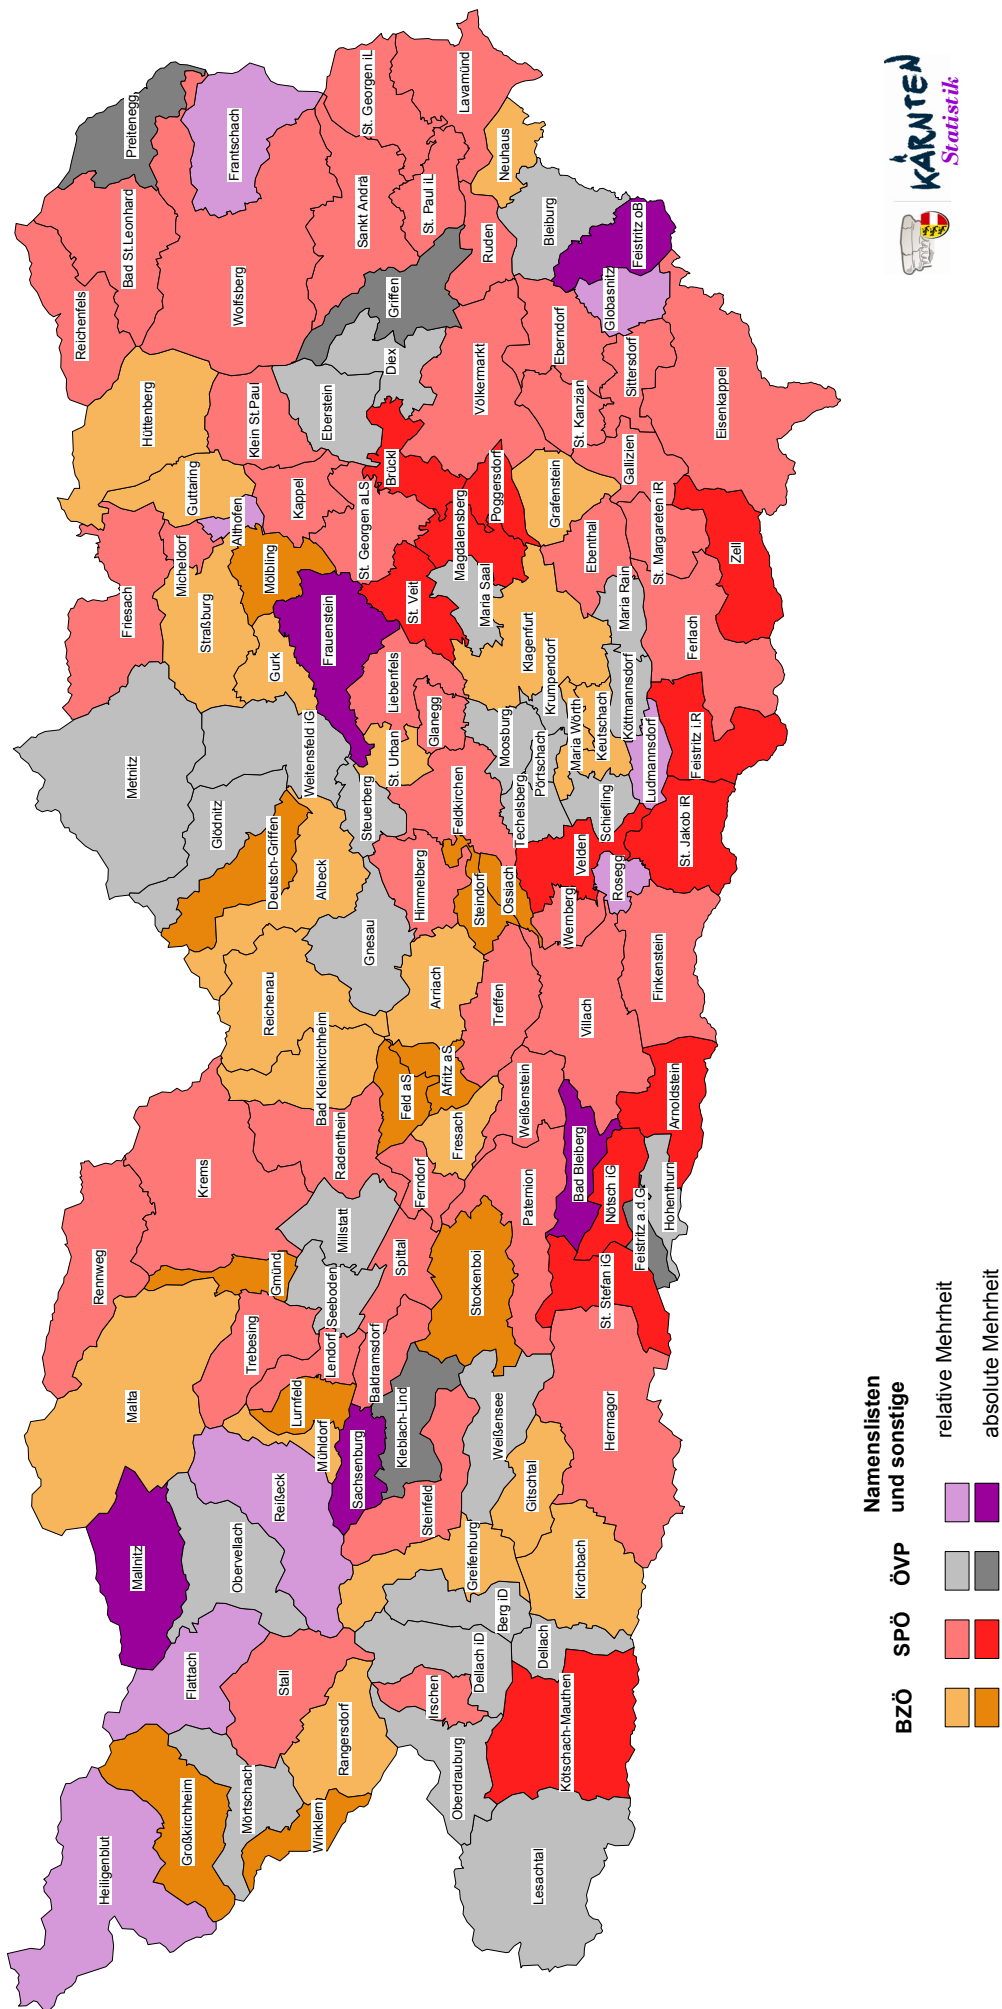 Heiligenblut
Großkirchheim
Mörtschach
Winklern
Rangersdorf
Stall
Flattach
Mallnitz
Obervellach
Reißeck
Malta
Mühldorf
Lurnfeld
Sachsenburg
Kleblach-Lind
Steinfeld
Greifenburg
Berg iD
Dellach iD
Irschen
Oberdrauburg
Lesachtal
Kötschach-Mauthen
Dellach
Kirchbach
Gitschtal
Weißensee
Hermagor
Rennweg
Krems
Gmünd
Trebesing
Lendorf
Seeboden
Millstatt
Baldramsdorf
Spittal
Stockenboi
Paternion
Ferndorf
Fresach
Feld aS
Afritz aS
Radenthein
Bad Kleinkirchheim
Reichenau
Arriach
Treffen
Weißenstein
Villach
Bad Bleiberg
Nötsch iG
St. Stefan iG
Feistritz a.d.G
Hohenthurn
Arnoldstein
Finkenstein
Wernberg
Velden
Rosegg
St. Jakob iR
Gnesau
Himmelberg
Albeck
Deutsch-Griffen
Glödnitz
Metnitz
Weitensfeld iG
Steuerberg
St. Urban
Feldkirchen
Steindorf
Ossiach
Glanegg
Liebenfels
Frauenstein
Gurk
Straßburg
Friesach
Micheldorf
Althofen
Mölbling
Guttaring
Hüttenberg
Kappel
Klein St.Paul
Eberstein
Brückl
St. Georgen aLS
St. Veit
Magdalensberg
Maria Saal
Poggersdorf
Klagenfurt
Krumpendorf
Moosburg
Pörtschach
Techelsberg
Maria Wörth
Keutschach
Schiefling
Köttmannsdorf
Ludmannsdorf
Maria Rain
Ebenthal
Grafenstein
Feistritz i.R
Ferlach
Zell
St. Margareten iR
Gallizien
St. Kanzian
Eberndorf
Sittersdorf
Eisenkappel
Globasnitz
Feistritz oB
Bleiburg
Neuhaus
Ruden
Völkermarkt
Diex
Griffen
Reichenfels
Bad St.Leonhard
Preitenegg
Wolfsberg
Frantschach
Sankt Andrä
St. Paul iL
St. Georgen iL
Lavamünd
BZÖ
SPÖ
ÖVP
Namenslisten
und sonstige
relative Mehrheit
absolute Mehrheit
KÄRNTEN
Statistik